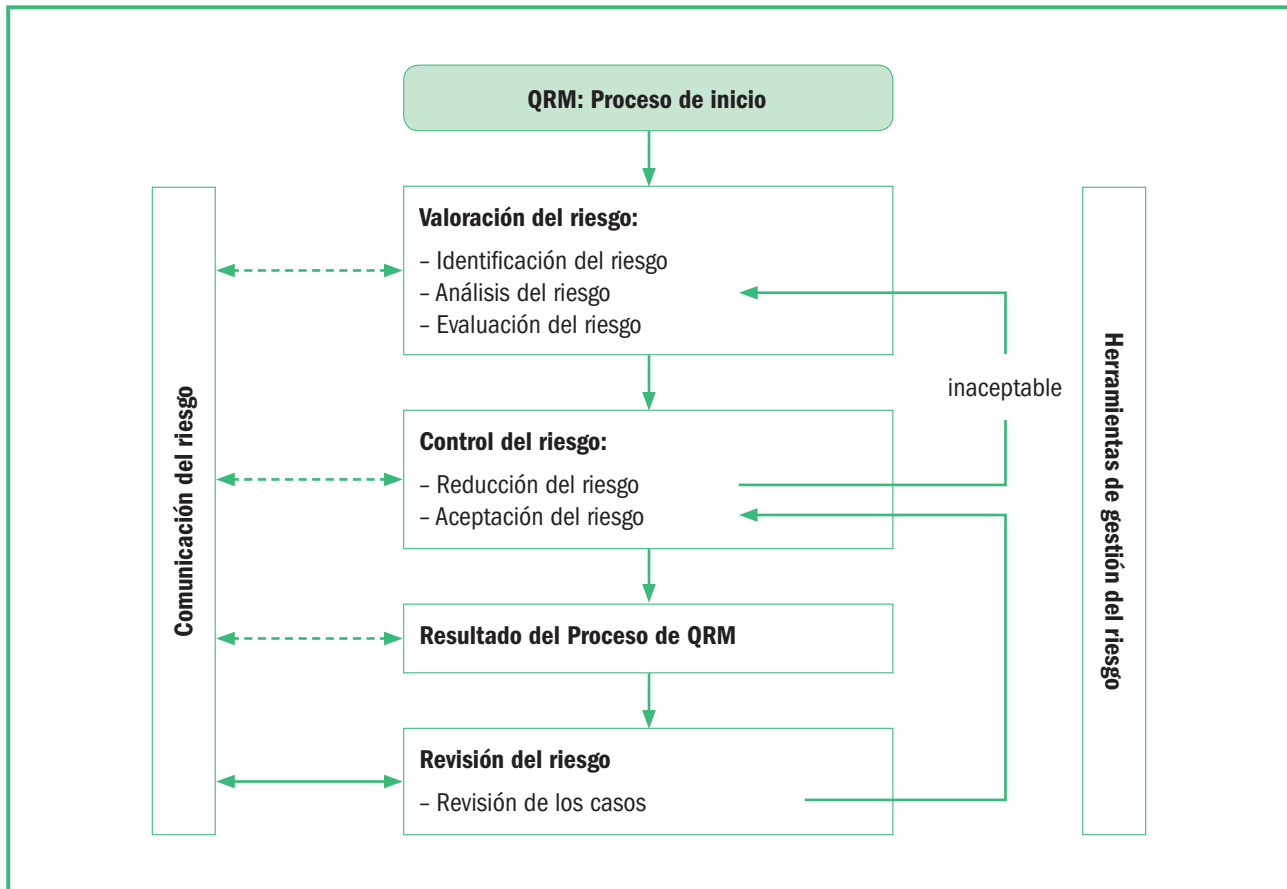 QRM: Proceso de inicio
Valoración del riesgo:
– Identificación del riesgo
– Análisis del riesgo
– Evaluación del riesgo
inaceptable
Control del riesgo:
– Reducción del riesgo
– Aceptación del riesgo
Resultado del Proceso de QRM
Revisión del riesgo
– Revisión de los casos
Comunicación del riesgo
Herramientas de gestión del riesgo